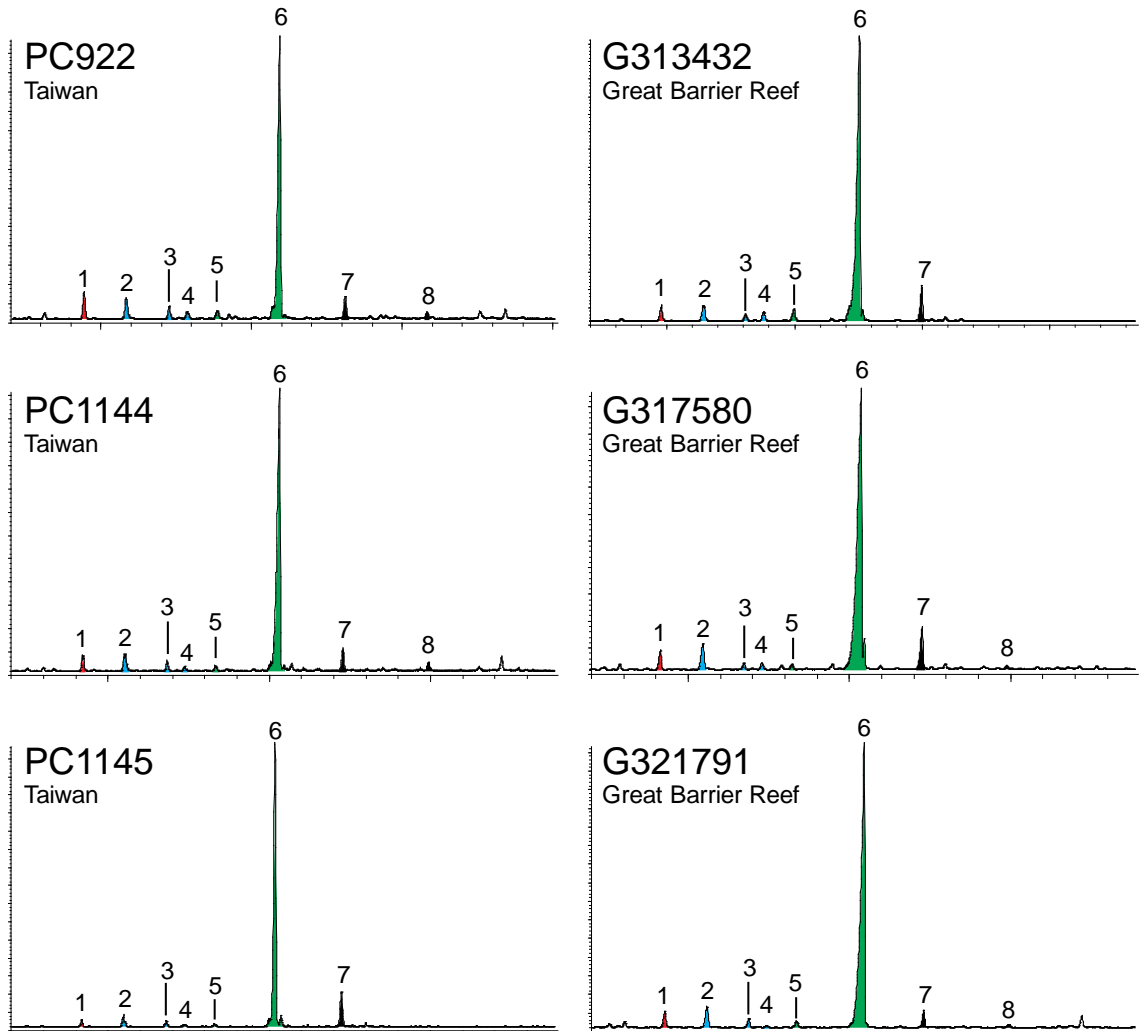 6
PC922
Taiwan
1 2 3 4 5 7 8
6
G313432
Great Barrier Reef
1 2 3 4 5 7
6
PC1144
Taiwan
1 2 3 4 5 7 8
6
G317580
Great Barrier Reef
1 2 3 4 5 7 8
6
PC1145
Taiwan
1 2 3 4 5 7
6
G321791
Great Barrier Reef
1 2 3 4 5 7 8